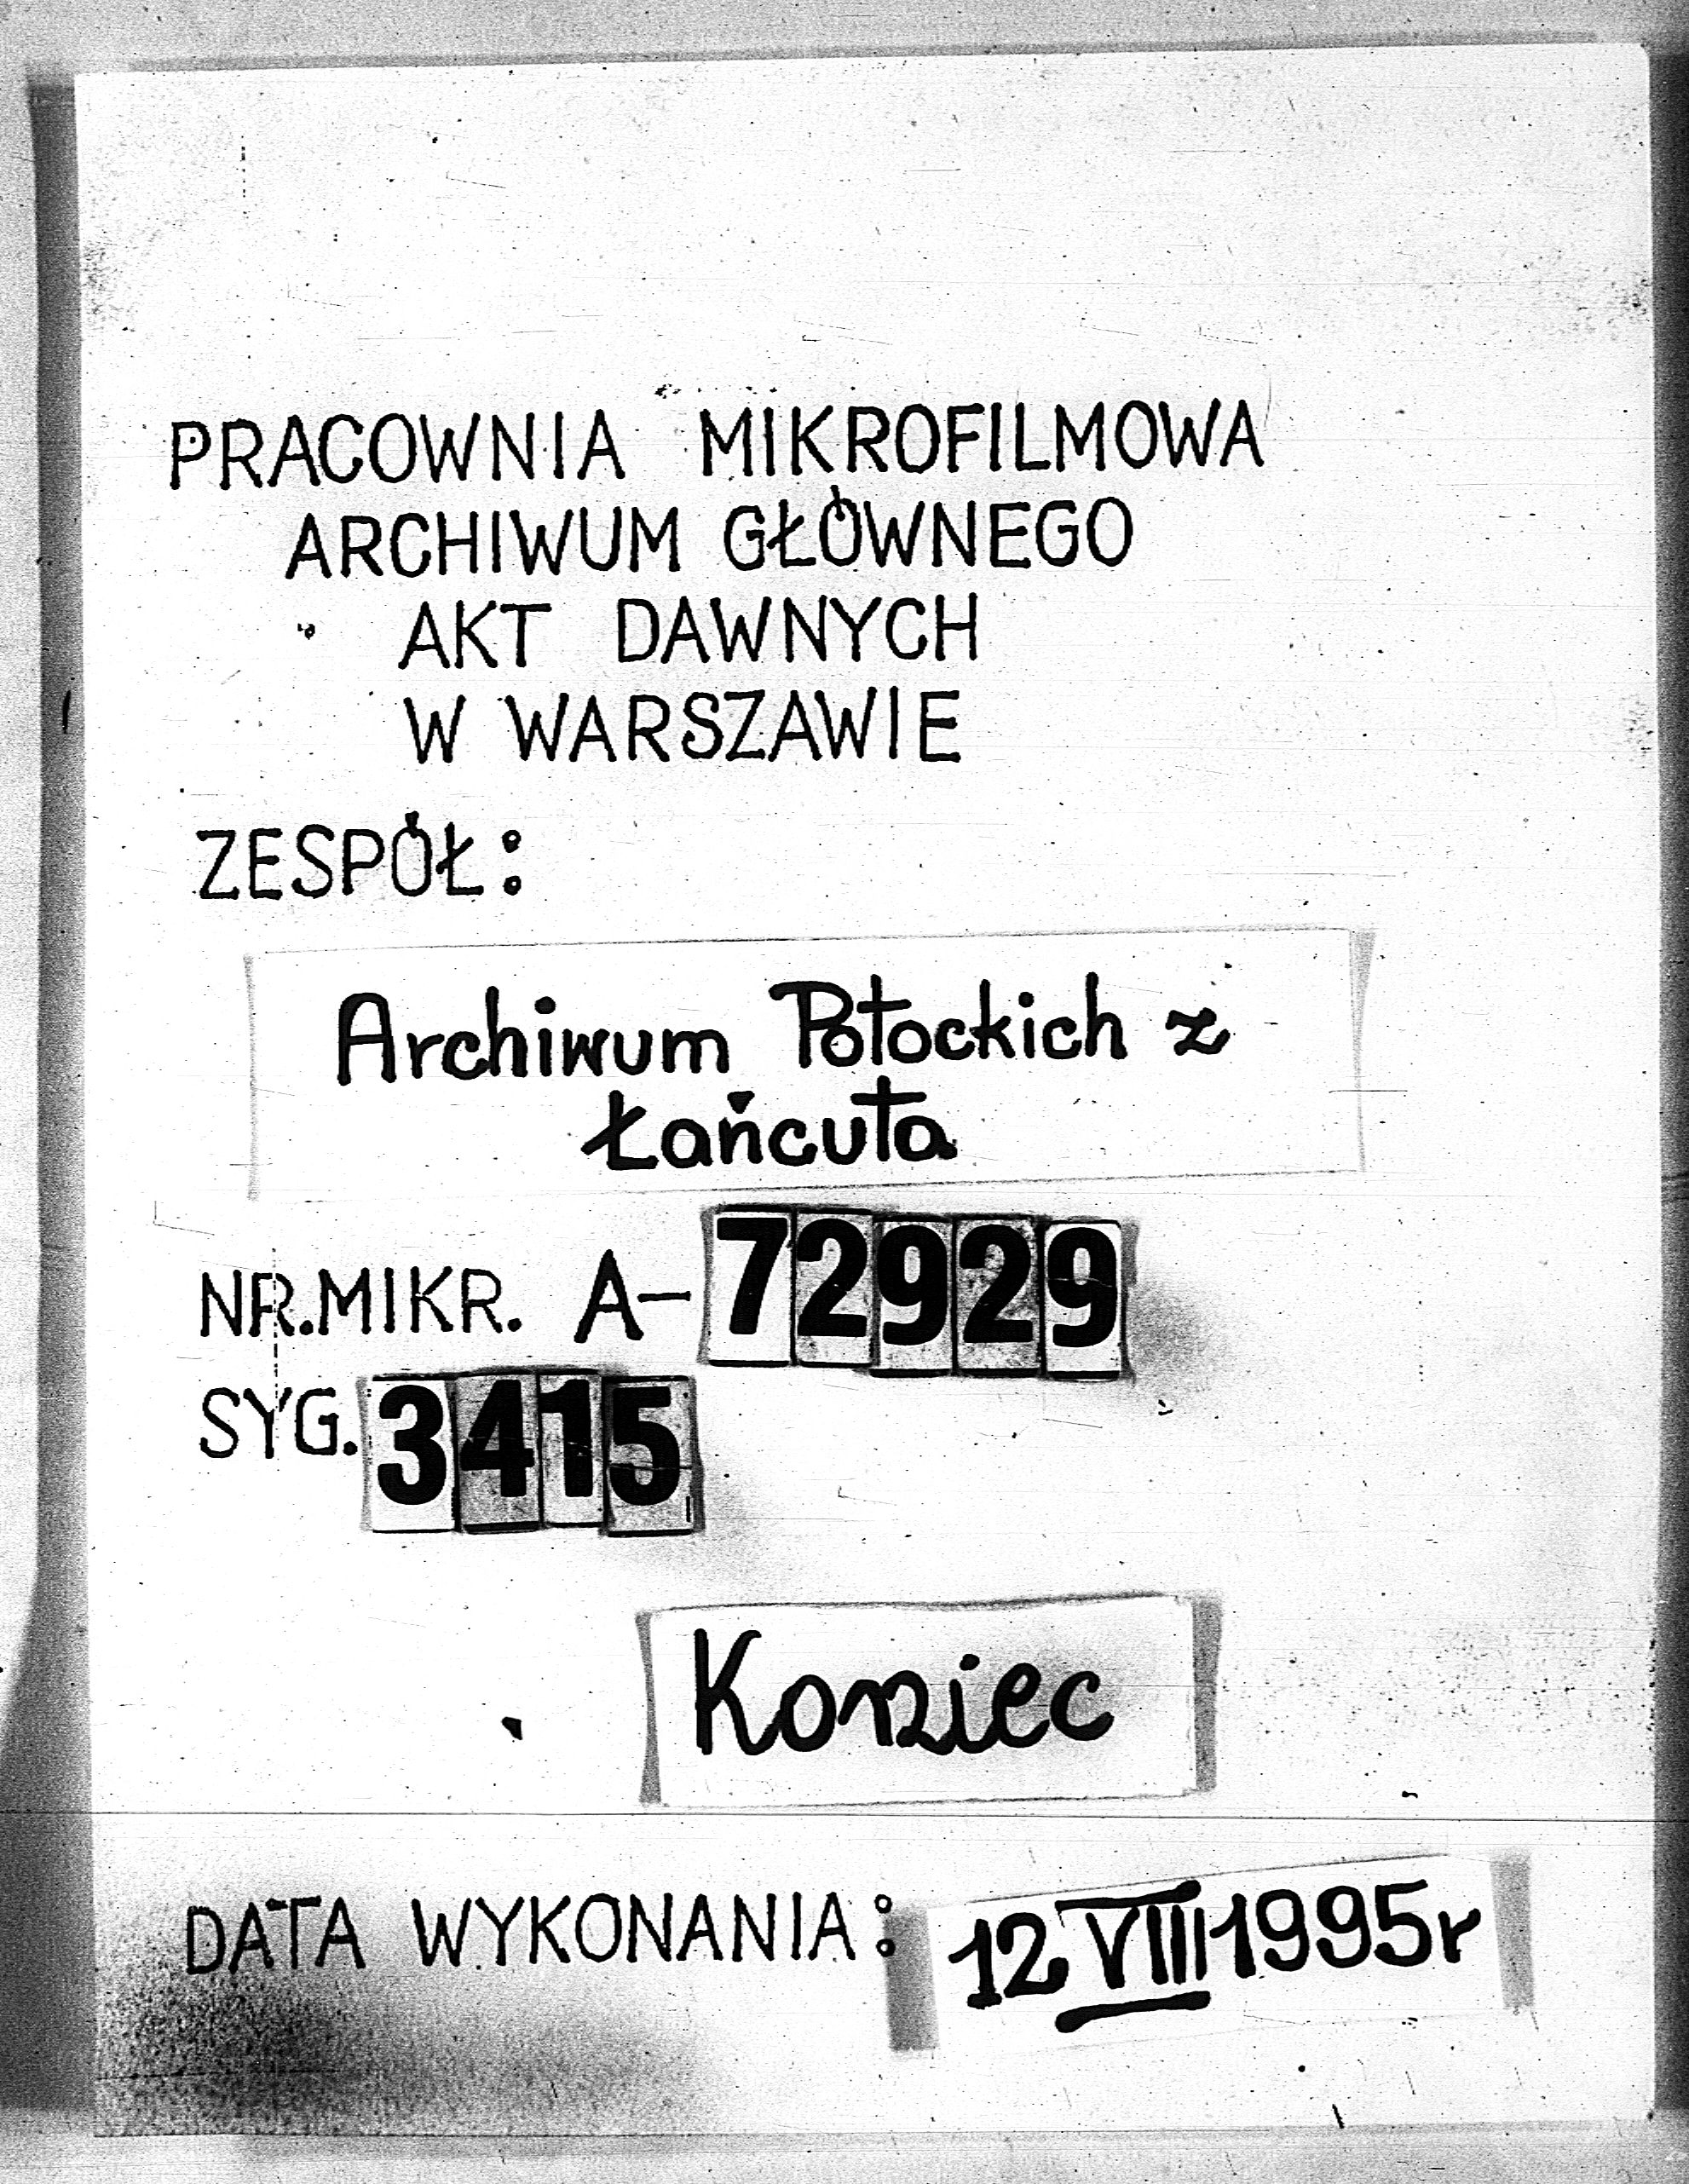 PRACOWNIA MIKROFILMOWA
ARCHIWUM GŁÓWNEGO
AKT DAWNYCH
W WARSZAWIE
ZESPÓŁ:
Archiwum Potockich z
Łańcuta
NR.MIKR. A-72929
SYG. 3415
Koniec
DATA WYKONANIA: 12 VIII 1995r